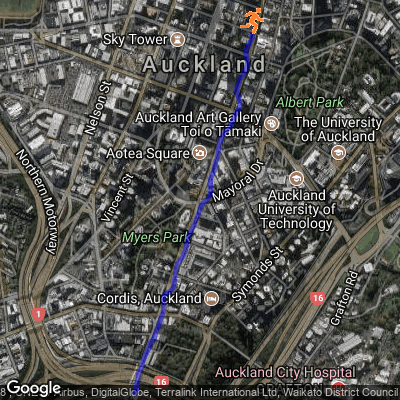 Sky Tower
Auckland
Nelson St
Albert Park
Auckland Art Gallery
Toi o Tāmaki
The University
of Auckland
Aotea Square
Mayoral Dr
Vincent St
Northern Motorway
Auckland
University of
Technology
Myers Park
Symonds St
Cordis, Auckland
16
Grafton Rd
1
Auckland City Hospital
16
Google
Airbus, DigitalGlobe, Terralink International Ltd, Waikato District Council